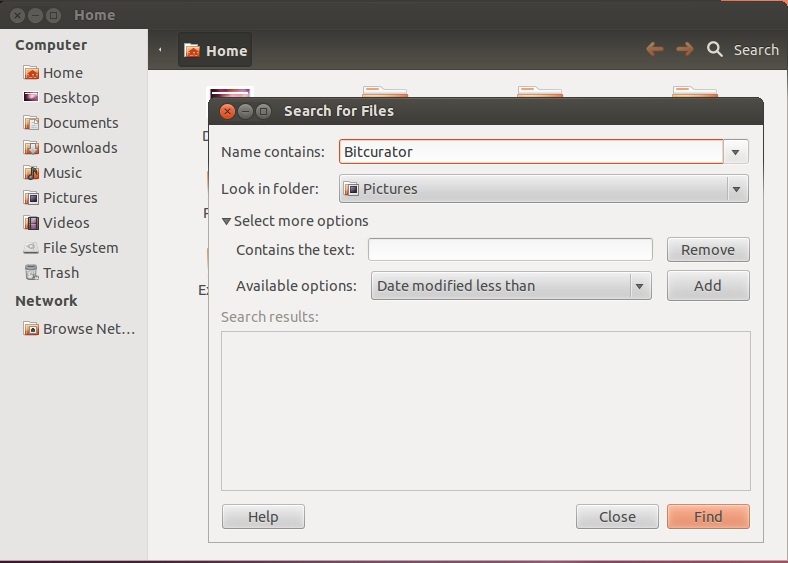 Home
Computer
Home
Desktop
Documents
Downloads
Music
Pictures
Videos
File System
Trash
Network
Browse Net…
Home
Search
Search for Files
Name contains: Bitcurator
Look in folder: Pictures
Select more options
Contains the text: Remove
Available options: Date modified less than Add
Search results:
Help Close Find